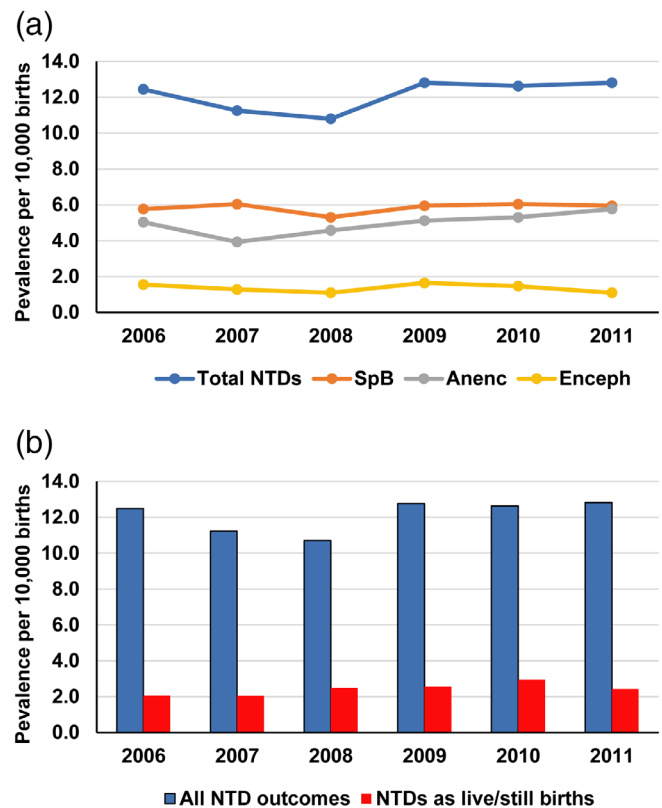 (a)
Pevalence per 10,000 births
14.0
12.0
10.0
8.0
6.0
4.0
2.0
0.0
2006 2007 2008 2009 2010 2011
Total NTDs SpB Anenc Enceph
(b)
Pevalence per 10,000 births
14.0
12.0
10.0
8.0
6.0
4.0
2.0
0.0
2006 2007 2008 2009 2010 2011
All NTD outcomes NTDs as live/still births